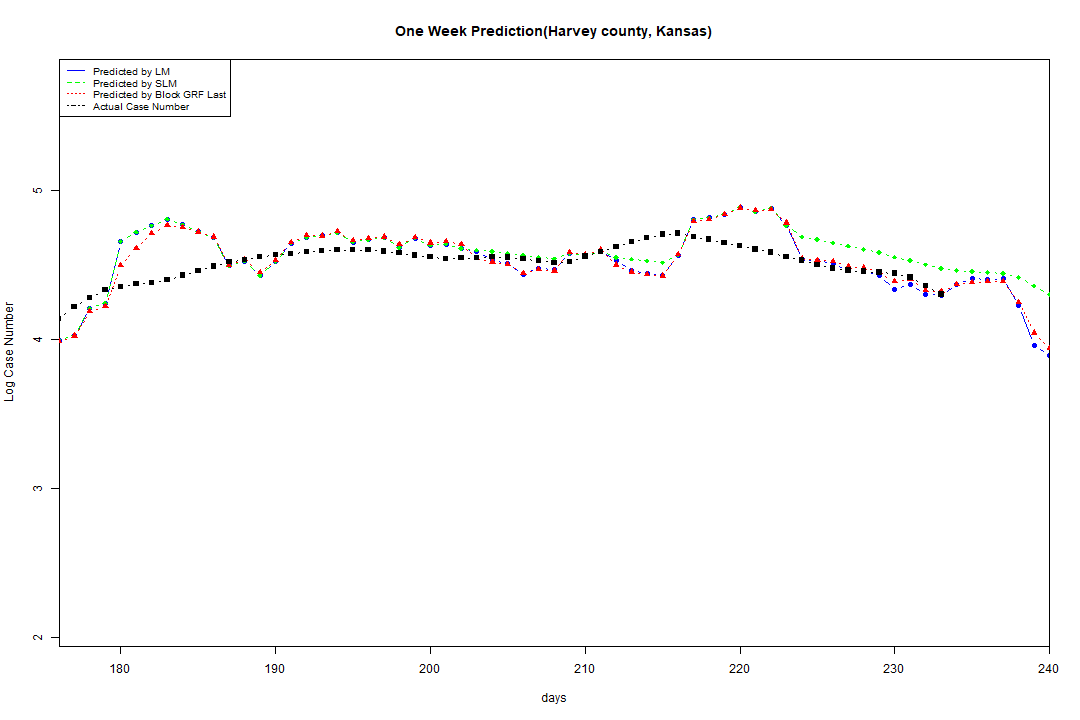 One Week Prediction(Harvey county, Kansas)
Predicted by LM
Predicted by SLM
Predicted by Block GRF Last
Actual Case Number
5
4
3
2
Log Case Number
180 190 200 210 220 230 240
days